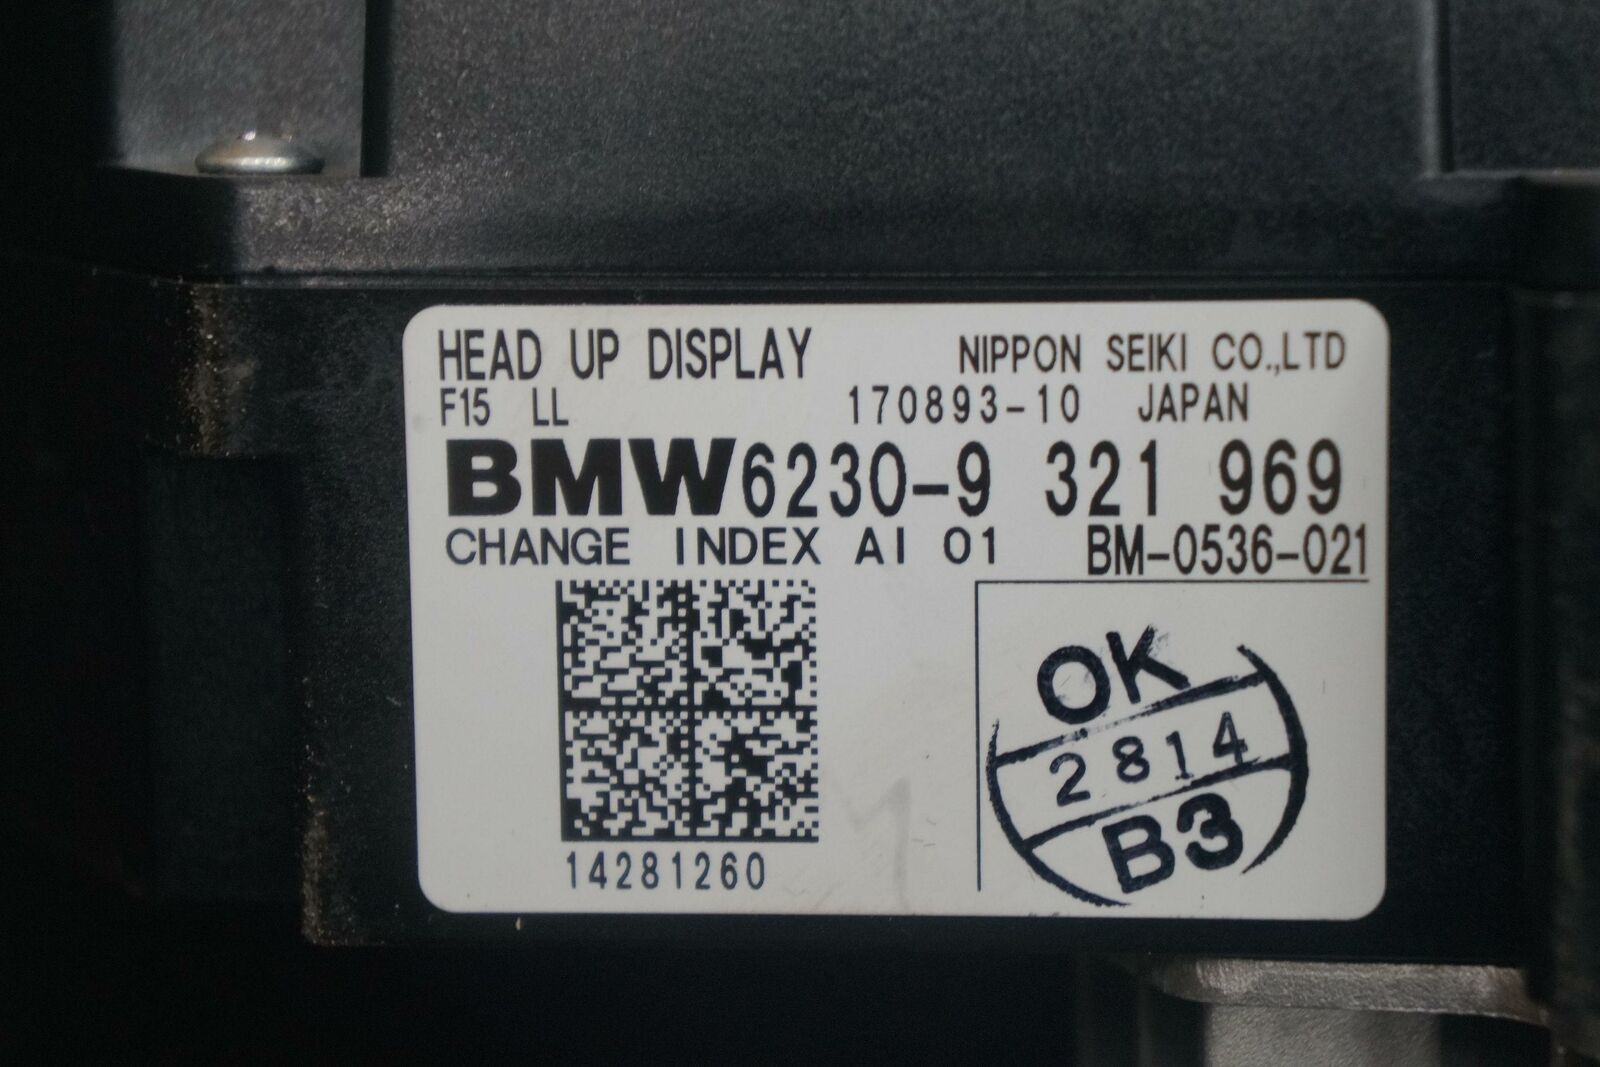 HEAD UP DISPLAY NIPPON SEIKI CO.,LTD
F15 LL 170893-10 JAPAN
BMW6230-9 321 969
CHANGE INDEX AI 01 BM-0536-021
OK
2814
B3
14281260